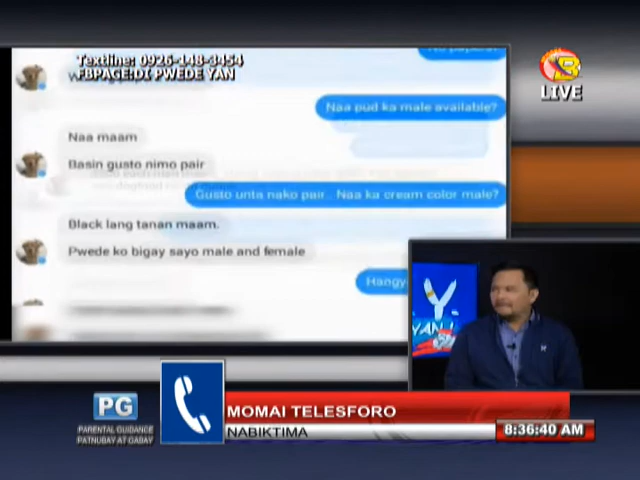 Textline: 0926-148-3454
FBPAGE:DI PWEDE YAN
B
LIVE
Naa pud ka male available?
Naa maam
Basin gusto nimo pair
Gusto unta nako pair.. Naa ka cream color male?
Black lang tanan maam.
Pwede ko bigay sayo male and female
Hangy
YAN
PG
PARENTAL GUIDANCE
PATNUBAY AT GABAY
MOMAI TELESFORO
NABIKTIMA
8:36:40 AM